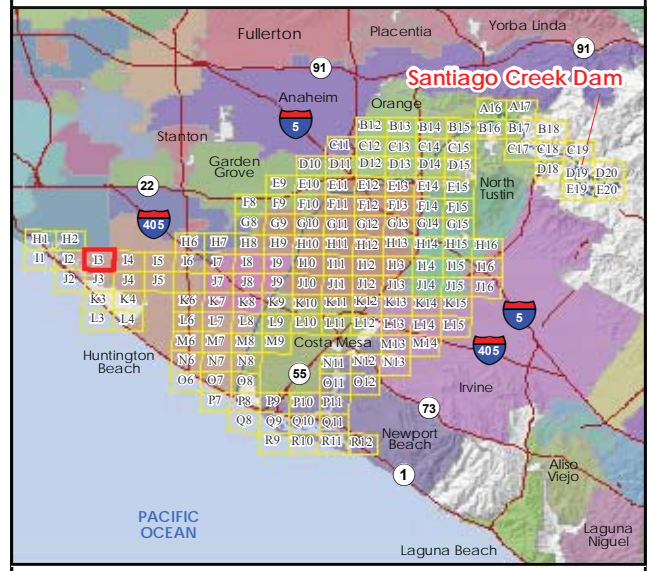 Yorba Linda
Fullerton
Placentia
91
91
Santiago Creek Dam
Anaheim
Orange
A16 A17
5
B12 B13 B14 B15 B16 B17 B18
Stanton
C11 C12 C13 C14 C15 C17 C18 C19
Garden
Grove
D10 D11 D12 D13 D14 D15 D18 D19 D20
North
Tustin
22
E9 E10 E11 E12 E13 E14 E15 E19 E20
F8 F9 F10 F11 F12 F13 F14 F15
405
G8 G9 G10 G11 G12 G13 G14 G15
H1 H2 H6 H7 H8 H9 H10 H11 H12 H13 H14 H15 H16
I1 I2 I3 I4 I5 I6 I7 I8 I9 I10 I11 I12 I13 I14 I15 I16
J2 J3 J4 J5 J7 J8 J9 J10 J11 J12 J13 J14 J15 J16
K3 K4 K6 K7 K8 K9 K10 K11 K12 K13 K14 K15
5
L3 L4 L6 L7 L8 L9 L10 L11 L12 L13 L14 L15
M6 M7 M8 M9 Costa Mesa M13 M14
405
Huntington
Beach
N6 N7 N8 N11 N12 N13
55
O6 O7 O8 O11 O12
Irvine
P7 P8 P9 P10 P11
73
Q8 Q9 Q10 Q11
Newport
Beach
R9 R10 R11 R12
Aliso
Viejo
1
PACIFIC
OCEAN
Laguna
Niguel
Laguna Beach